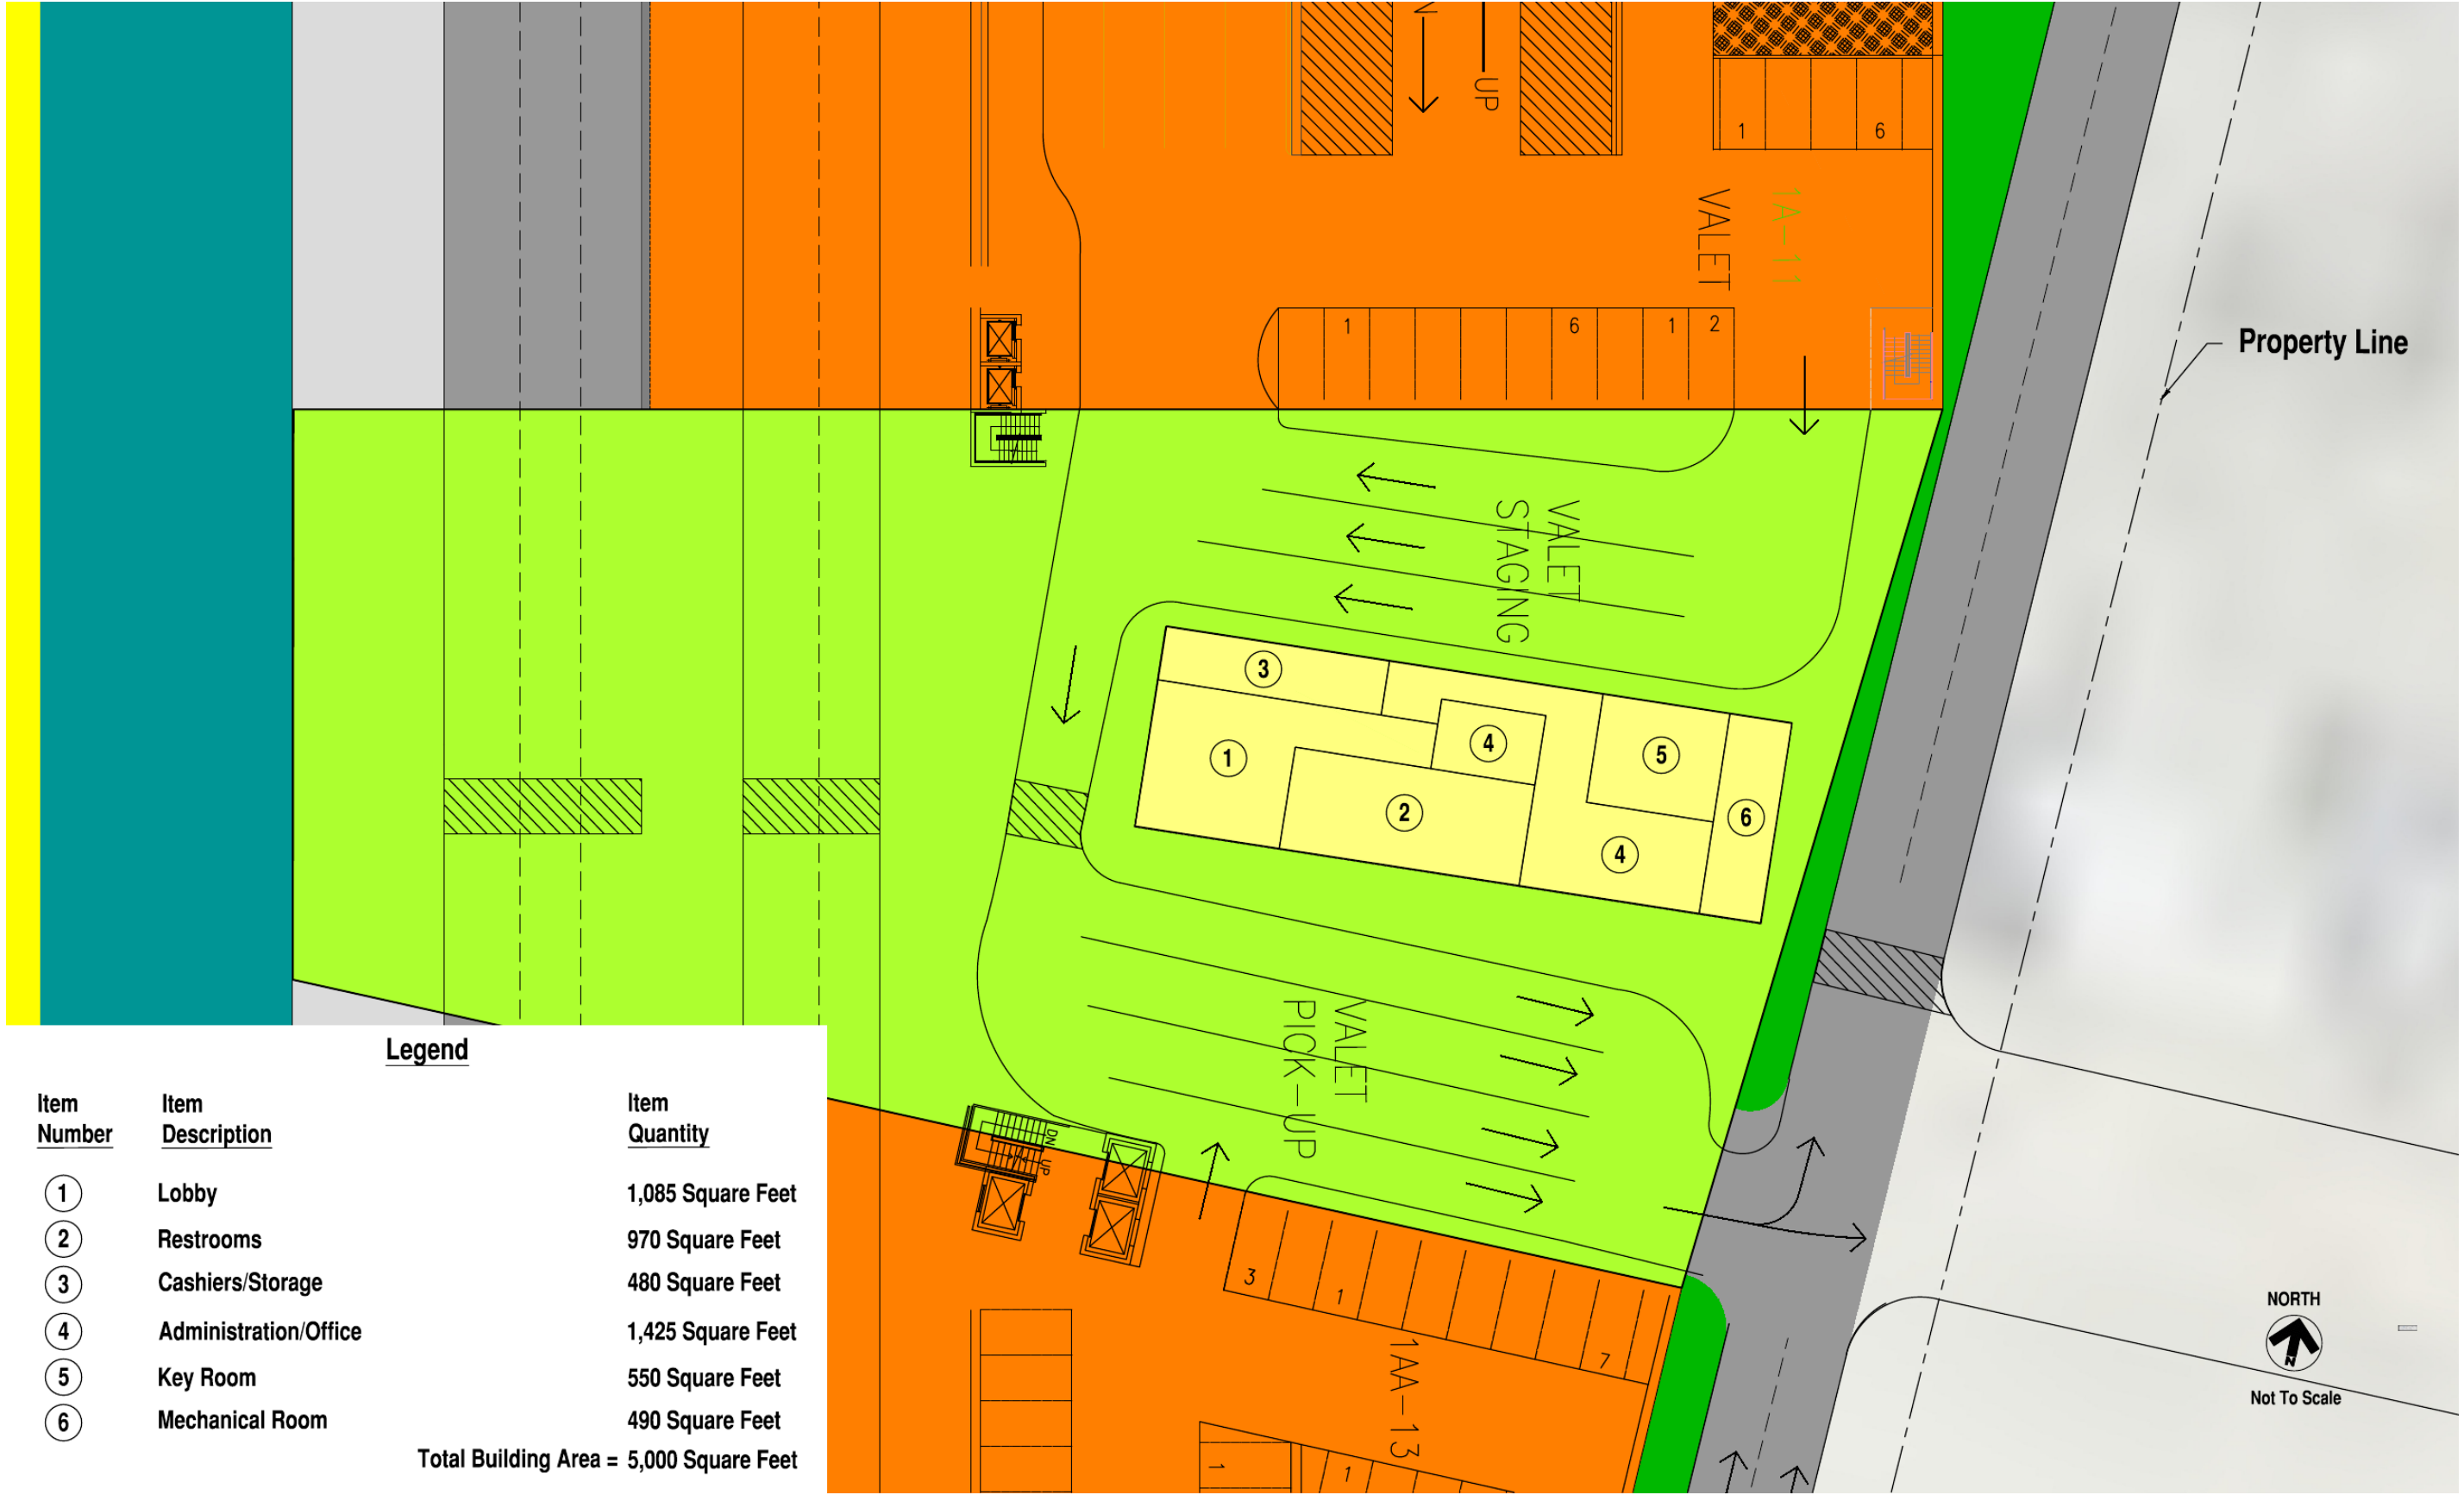 N
UP
1
6
VALET
1A-11
1
6
1
2
Property Line
VALET
STAGING
3
4
5
1
2
6
4
VALET
PICK-UP
DN
UP
3
1
7
1AA-13
1
1
Legend
Item Number
Item Description
Item Quantity
1 Lobby 1,085 Square Feet
2 Restrooms 970 Square Feet
3 Cashiers/Storage 480 Square Feet
4 Administration/Office 1,425 Square Feet
5 Key Room 550 Square Feet
6 Mechanical Room 490 Square Feet
Total Building Area = 5,000 Square Feet
NORTH
N
Not To Scale